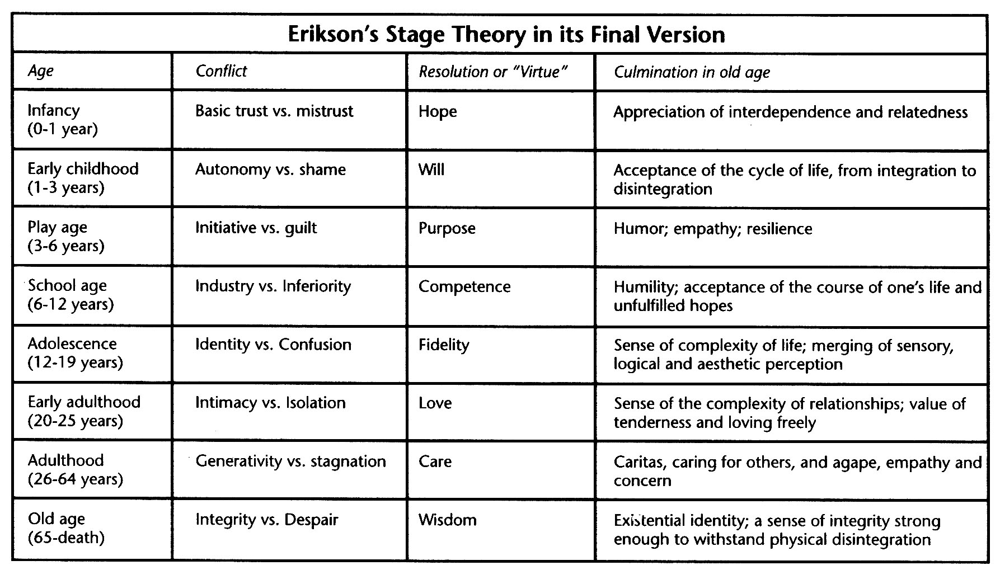 Erikson's Stage Theory in its Final Version
Age
Conflict
Resolution or "Virtue"
Culmination in old age
Infancy
(0-1 year)
Basic trust vs. mistrust
Hope
Appreciation of interdependence and relatedness
Early childhood
(1-3 years)
Autonomy vs. shame
Will
Acceptance of the cycle of life, from integration to
disintegration
Play age
(3-6 years)
Initiative vs. guilt
Purpose
Humor; empathy; resilience
School age
(6-12 years)
Industry vs. Inferiority
Competence
Humility; acceptance of the course of one's life and
unfulfilled hopes
Adolescence
(12-19 years)
Identity vs. Confusion
Fidelity
Sense of complexity of life; merging of sensory,
logical and aesthetic perception
Early adulthood
(20-25 years)
Intimacy vs. Isolation
Love
Sense of the complexity of relationships; value of
tenderness and loving freely
Adulthood
(26-64 years)
Generativity vs. stagnation
Care
Caritas, caring for others, and agape, empathy and
concern
Old age
(65-death)
Integrity vs. Despair
Wisdom
Existential identity; a sense of integrity strong
enough to withstand physical disintegration